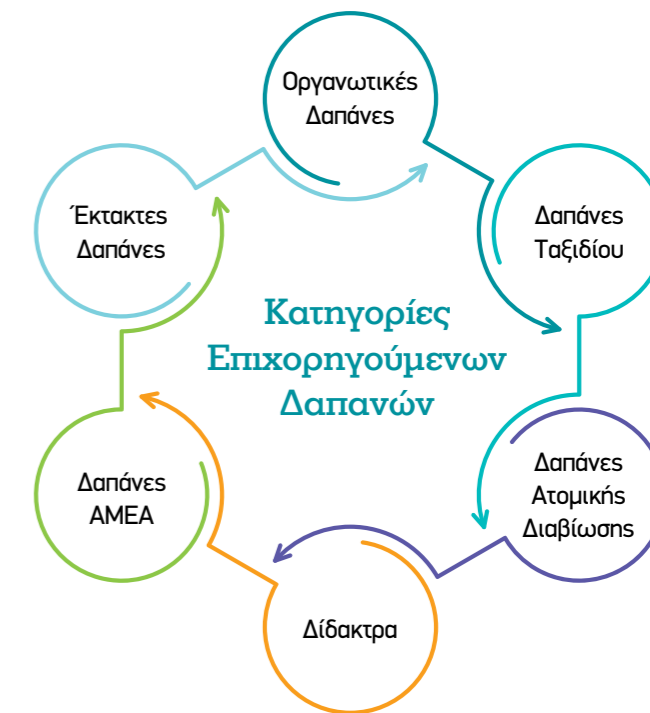 Οργανωτικές
Δαπάνες
Δαπάνες
Ταξιδίου
Δαπάνες
Ατομικής
Διαβίωσης
Δίδακτρα
Δαπάνες
ΑΜΕΑ
Έκτακτες
Δαπάνες
Κατηγορίες
Επιχορηγούμενων
Δαπανών